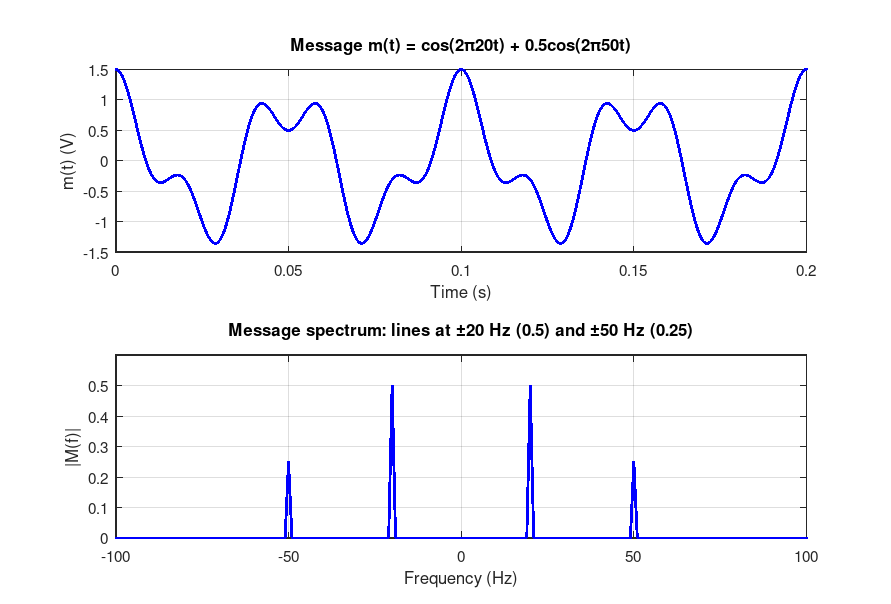 Message m(t) = cos(2π20t) + 0.5cos(2π50t)
1.5
1
0.5
0
-0.5
-1
-1.5
m(t) (V)
0 0.05 0.1 0.15 0.2
Time (s)
Message spectrum: lines at ±20 Hz (0.5) and ±50 Hz (0.25)
0.5
0.4
0.3
0.2
0.1
0
|M(f)|
-100 -50 0 50 100
Frequency (Hz)